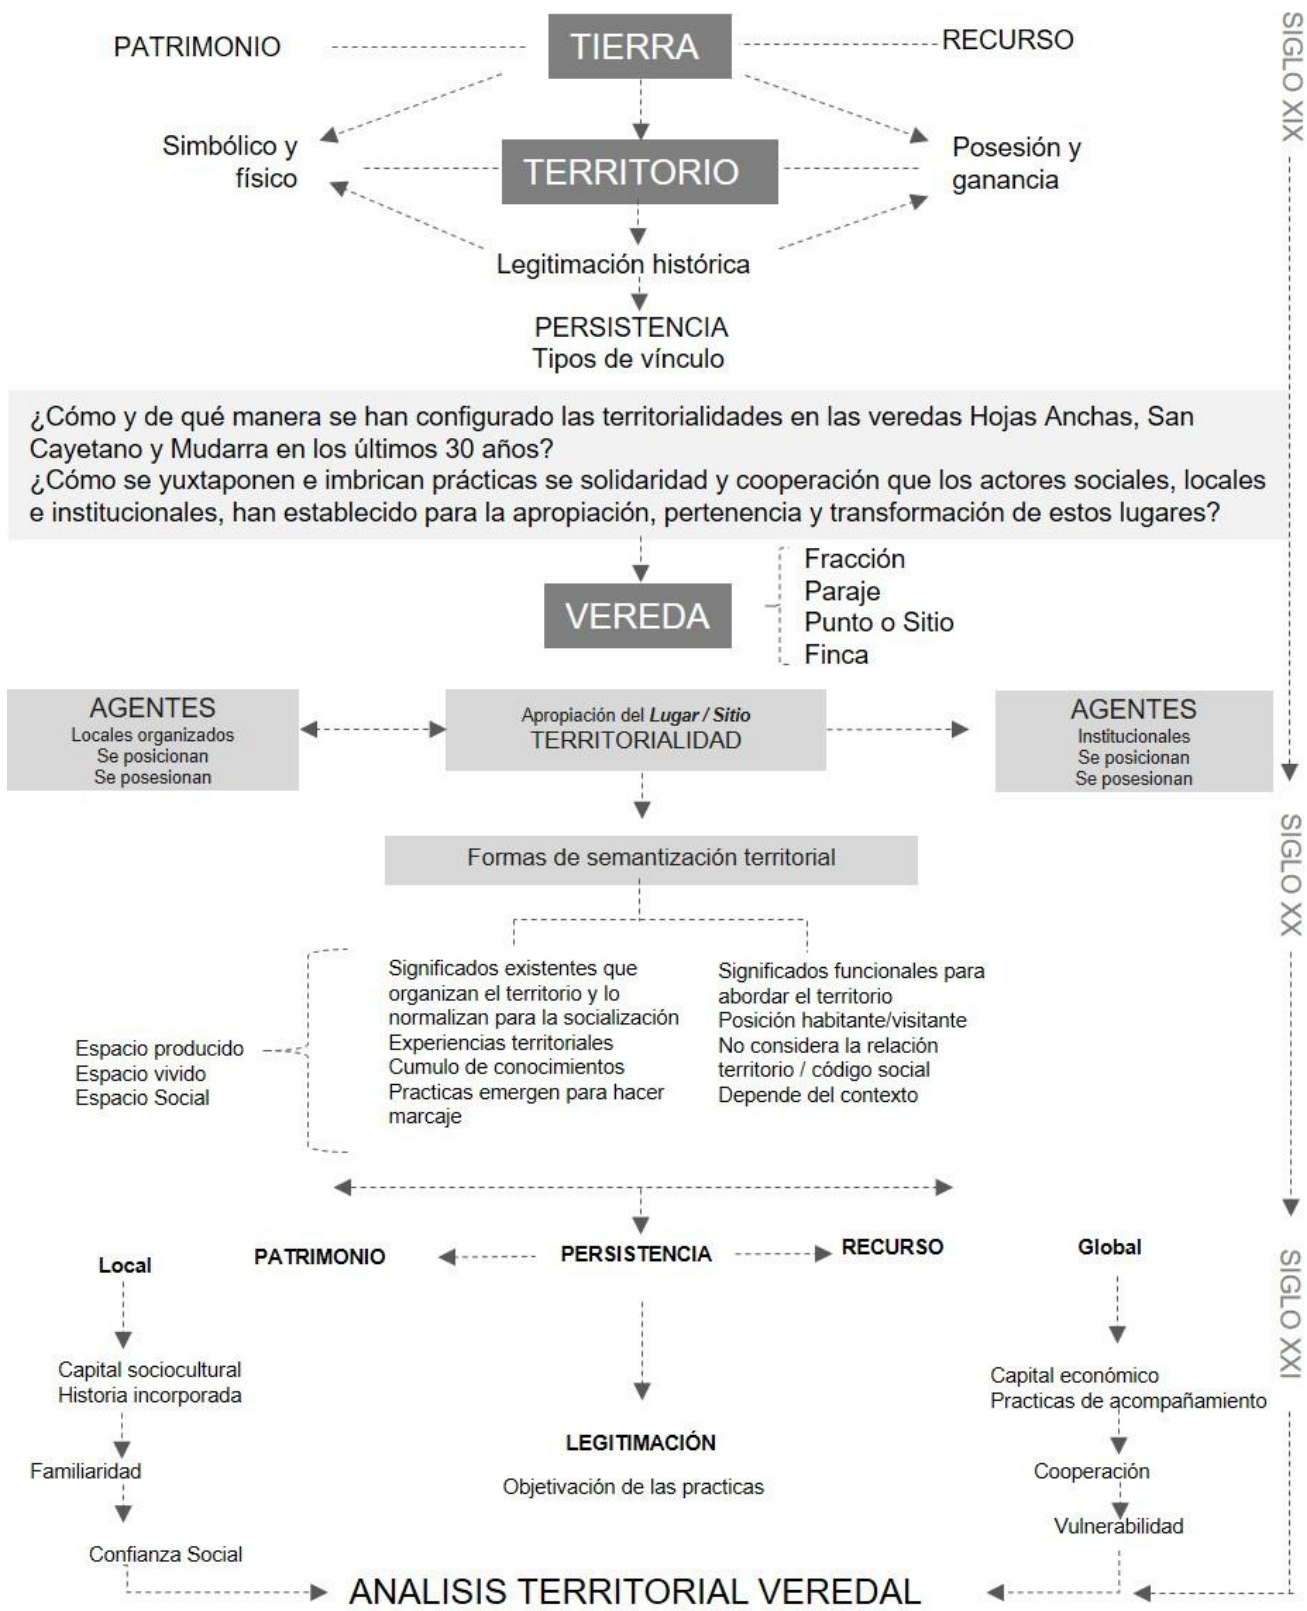 PATRIMONIO
TIERRA
RECURSO
SIGLO XIX
Simbólico y
físico
TERRITORIO
Posesión y
ganancia
Legitimación histórica
PERSISTENCIA
Tipos de vínculo
¿Cómo y de qué manera se han configurado las territorialidades en las veredas Hojas Anchas, San
Cayetano y Mudarra en los últimos 30 años?
¿Cómo se yuxtaponen e imbrican prácticas se solidaridad y cooperación que los actores sociales, locales
e institucionales, han establecido para la apropiación, pertenencia y transformación de estos lugares?
VEREDA
Fracción
Paraje
Punto o Sitio
Finca
AGENTES
Locales organizados
Se posicionan
Se posesionan
Apropiación del Lugar / Sitio
TERRITORIALIDAD
AGENTES
Institucionales
Se posicionan
Se posesionan
SIGLO XX
Formas de semantización territorial
Espacio producido
Espacio vivido
Espacio Social
Significados existentes que
organizan el territorio y lo
normalizan para la socialización
Experiencias territoriales
Cumulo de conocimientos
Practicas emergen para hacer
marcaje
Significados funcionales para
abordar el territorio
Posición habitante/visitante
No considera la relación
territorio / código social
Depende del contexto
Local
PATRIMONIO
PERSISTENCIA
RECURSO
Global
SIGLO XXI
Capital sociocultural
Historia incorporada
Familiaridad
Confianza Social
LEGITIMACIÓN
Objetivación de las practicas
Capital económico
Practicas de acompañamiento
Cooperación
Vulnerabilidad
ANALISIS TERRITORIAL VEREDAL